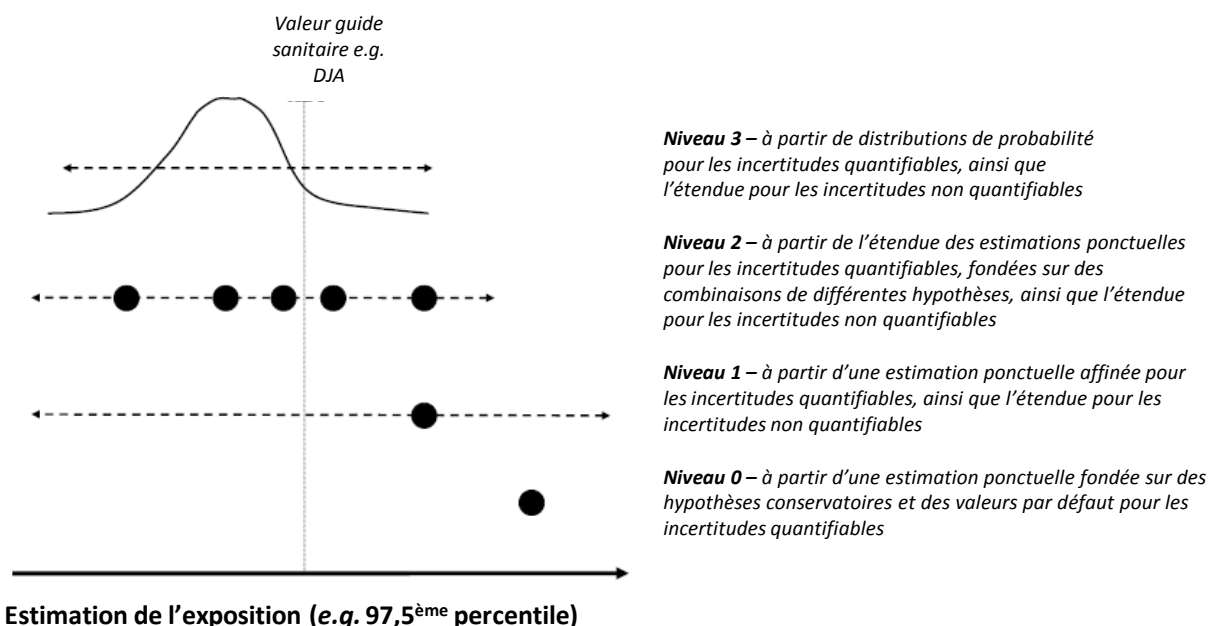 Valeur guide
sanitaire e.g.
DJA
Niveau 3 – à partir de distributions de probabilité
pour les incertitudes quantifiables, ainsi que
l’étendue pour les incertitudes non quantifiables
Niveau 2 – à partir de l’étendue des estimations ponctuelles
pour les incertitudes quantifiables, fondées sur des
combinaisons de différentes hypothèses, ainsi que l’étendue
pour les incertitudes non quantifiables
Niveau 1 – à partir d’une estimation ponctuelle affinée pour
les incertitudes quantifiables, ainsi que l’étendue pour les
incertitudes non quantifiables
Niveau 0 – à partir d’une estimation ponctuelle fondée sur des
hypothèses conservatoires et des valeurs par défaut pour les
incertitudes quantifiables
Estimation de l’exposition (e.g. 97,5ème percentile)